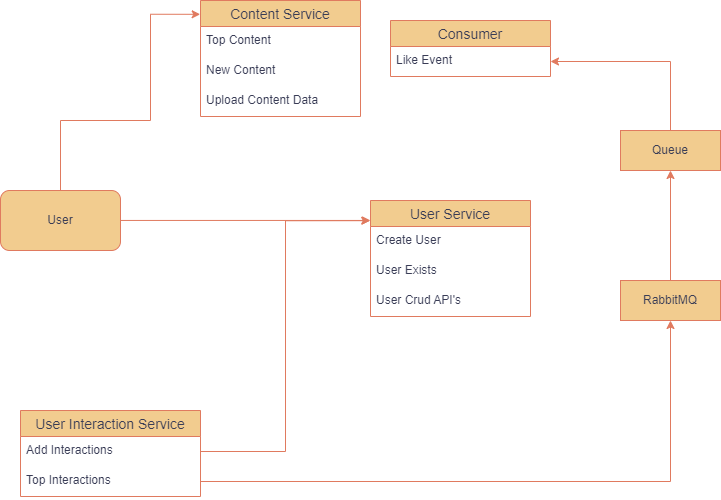 Content Service
Top Content
New Content
Upload Content Data
Consumer
Like Event
Queue
User
User Service
Create User
User Exists
User Crud API's
RabbitMQ
User Interaction Service
Add Interactions
Top Interactions